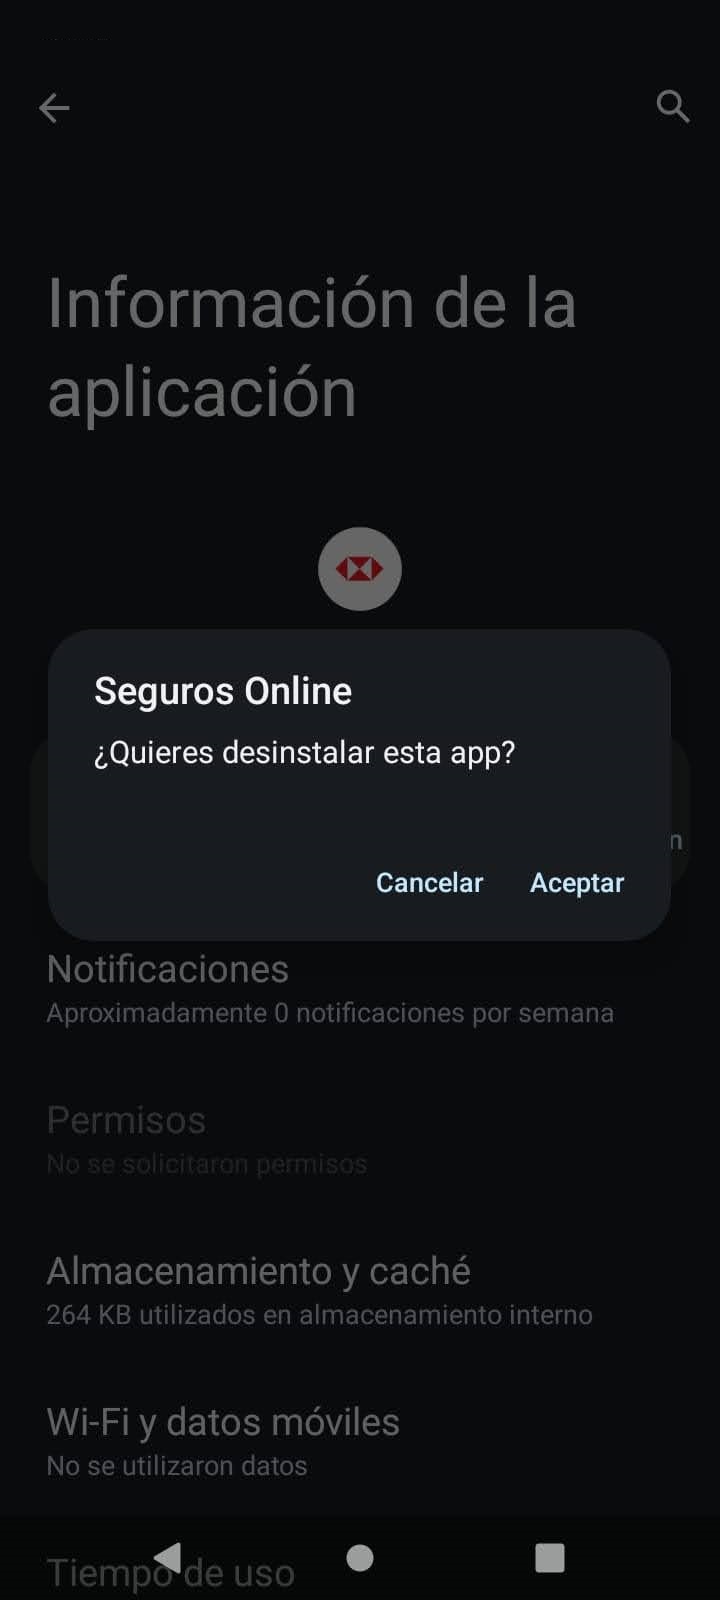 Información de la
aplicación
Seguros Online
¿Quieres desinstalar esta app?
n
Cancelar Aceptar
Notificaciones
Aproximadamente 0 notificaciones por semana
Permisos
No se solicitaron permisos
Almacenamiento y caché
264 KB utilizados en almacenamiento interno
Wi-Fi y datos móviles
No se utilizaron datos
Tiempo de uso